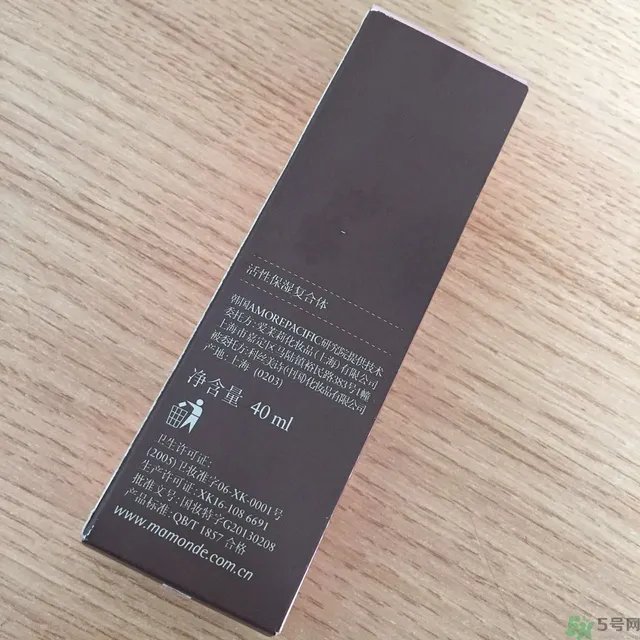 活性保湿复合体
韩国AMOREPACIFIC研究院提供技术
委托方:爱茉莉化妆品(上海)有限公司
上海市嘉定区马陆镇横仓路383号1幢
被委托方:科丝美诗(中国)化妆品有限公司
产地:上海 (0203)
净含量 40 ml
卫生许可证:
(2005)卫妆准字06-XK-0001号
生产许可证:XK16-108 6691
批准文号:国妆特字G20130208
产品标准:QB/T 1857 合格
www.mamonde.com.cn
5号网